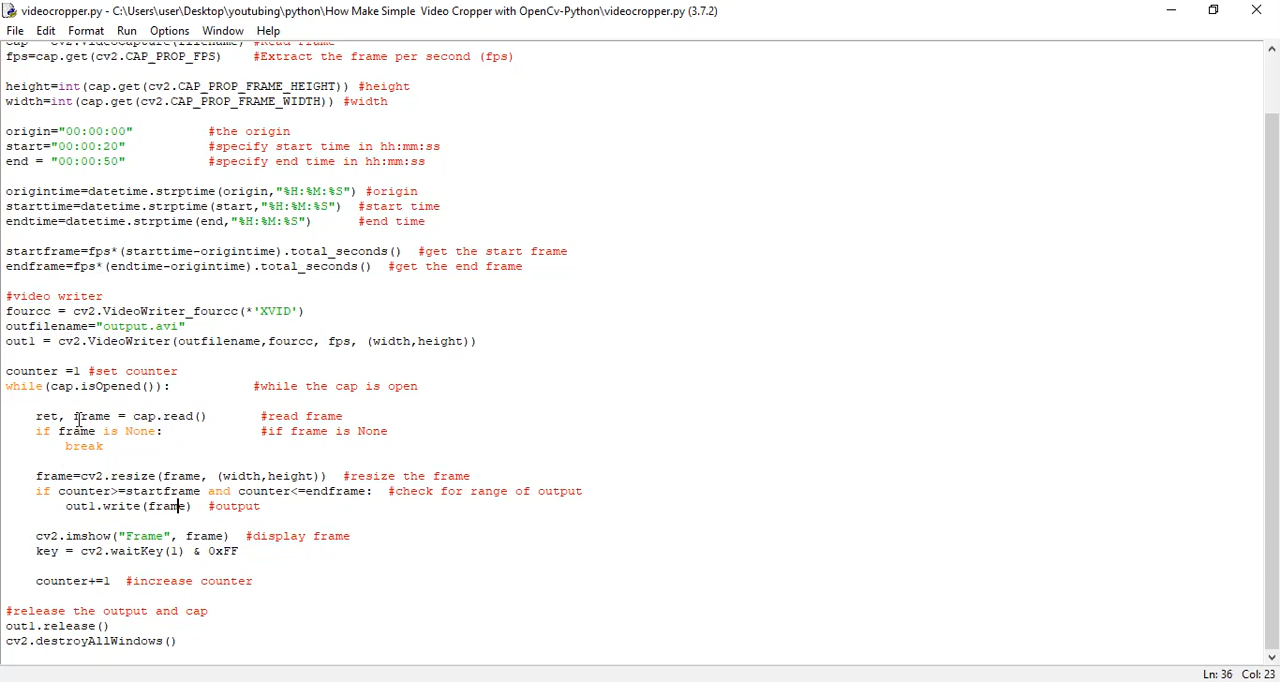 videocropper.py - C:\Users\user\Desktop\youtubing\python\How Make Simple Video Cropper with OpenCv-Python\videocropper.py (3.7.2)
File Edit Format Run Options Window Help
cap = cv2.VideoCapture(filename) #Read frame
fps=cap.get(cv2.CAP_PROP_FPS) #Extract the frame per second (fps)
height=int(cap.get(cv2.CAP_PROP_FRAME_HEIGHT)) #height
width=int(cap.get(cv2.CAP_PROP_FRAME_WIDTH)) #width
origin="00:00:00" #the origin
start="00:00:20" #specify start time in hh:mm:ss
end = "00:00:50" #specify end time in hh:mm:ss
origintime=datetime.strptime(origin,"%H:%M:%S") #origin
starttime=datetime.strptime(start,"%H:%M:%S") #start time
endtime=datetime.strptime(end,"%H:%M:%S") #end time
startframe=fps*(starttime-origintime).total_seconds() #get the start frame
endframe=fps*(endtime-origintime).total_seconds() #get the end frame
#video writer
fourcc = cv2.VideoWriter_fourcc(*'XVID')
outfilename="output.avi"
out1 = cv2.VideoWriter(outfilename,fourcc, fps, (width,height))
counter =1 #set counter
while(cap.isOpened()): #while the cap is open
ret, frame = cap.read() #read frame
if frame is None: #if frame is None
break
frame=cv2.resize(frame, (width,height)) #resize the frame
if counter>=startframe and counter<=endframe: #check for range of output
out1.write(frame) #output
cv2.imshow("Frame", frame) #display frame
key = cv2.waitKey(1) & 0xFF
counter+=1 #increase counter
#release the output and cap
out1.release()
cv2.destroyAllWindows()
Ln: 36 Col: 23